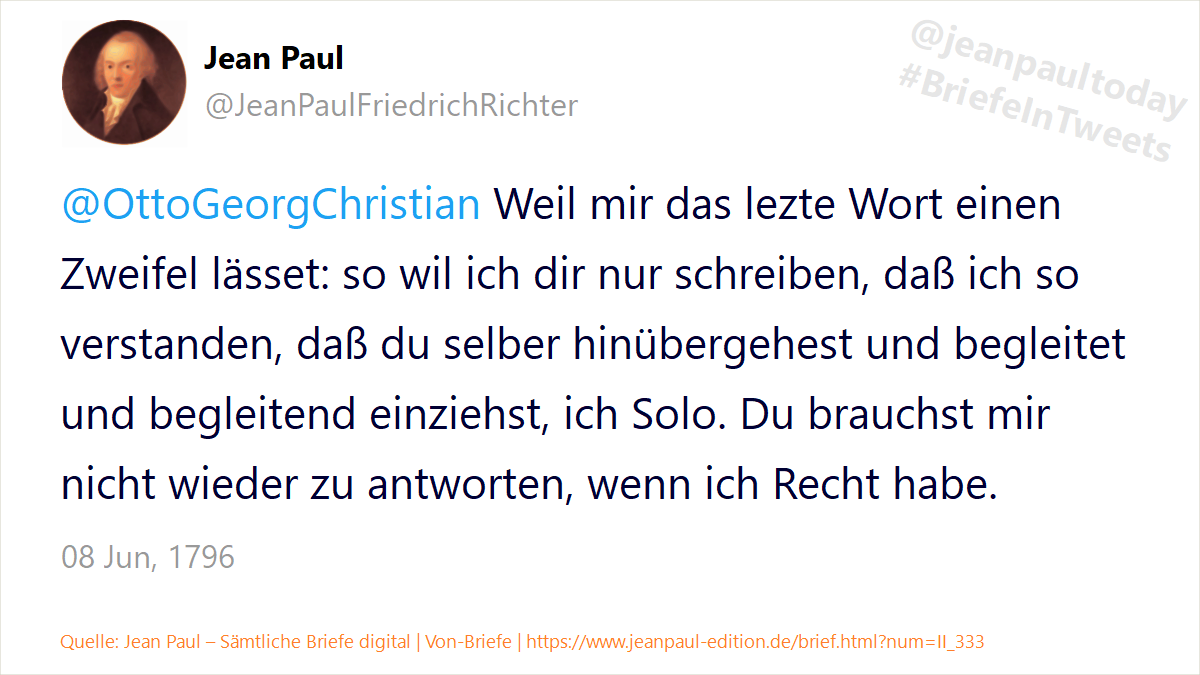 Jean Paul
@JeanPaulFriedrichRichter
@jeanpaultoday
#BriefeInTweets
@OttoGeorgChristian Weil mir das lezte Wort einen
Zweifel lässet: so wil ich dir nur schreiben, daß ich so
verstanden, daß du selber hinübergehest und begleitet
und begleitend einziehst, ich Solo. Du brauchst mir
nicht wieder zu antworten, wenn ich Recht habe.
08 Jun, 1796
Quelle: Jean Paul – Sämtliche Briefe digital | Von-Briefe | https://www.jeanpaul-edition.de/brief.html?num=II_333